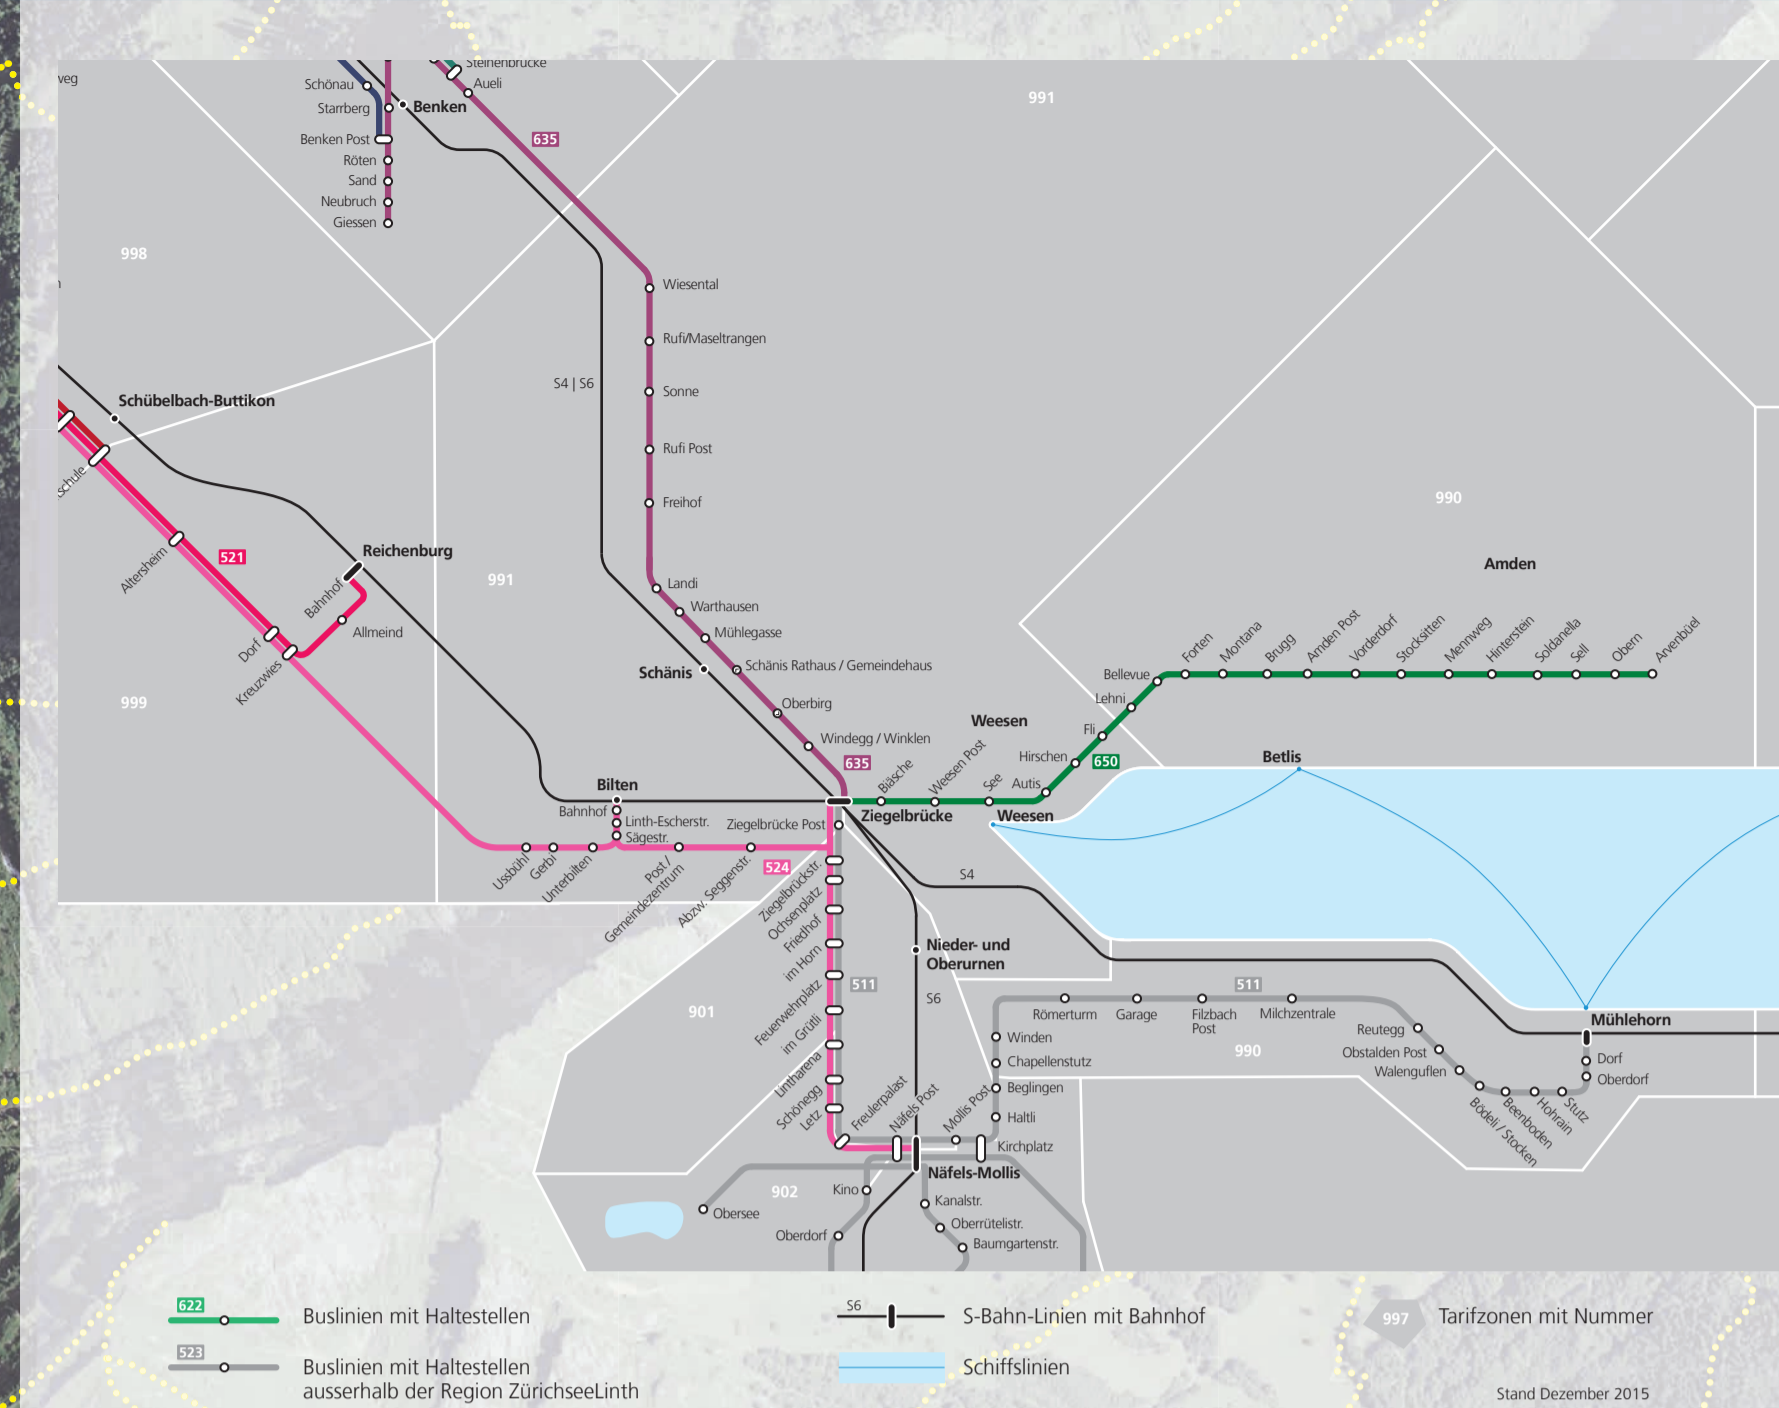 Steinenbrücke
weg
Schönau
Aueli
991
Starrberg
Benken
635
Benken Post
Röten
Sand
Neubruch
Giessen
998
Wiesental
Rufi/Maseltrangen
S4 | S6
Sonne
Schübelbach-Buttikon
Rufi Post
schule
990
Freihof
Altersheim
521
Reichenburg
Amden
991
Bahnhof
Landi
Warthausen
Allmeind
Mühlegasse
Dorf
Kreuzwies
Schänis
Schänis Rathaus / Gemeindehaus
Forten
Montana
Brugg
Amden Post
Vorderdorf
Stocksitten
Mennweg
Hinterstein
Soldanella
Sell
Obern
Arvenbüel
Bellevue
Lehni
999
Oberbirg
Weesen
Fli
Windegg / Winklen
Hirschen
650
Betlis
635
Biäsche
Weesen Post
See
Autis
Bilten
Bahnhof
Ziegelbrücke
Weesen
Linth-Escherstr.
Ziegelbrücke Post
Sägestr.
Ussbühl
Gerbi
Unterbilten
Post /
Gemeindezentrum
Abzw. Seggenstr.
524
S4
Ziegelbrückstr.
Ochsenplatz
Friedhof
im Horn
Feuerwehrplatz
im Grütli
Lintharena
Schönegg
Letz
Nieder- und
Oberurnen
511
S6
901
511
Römerturm
Garage
Filzbach
Post
Milchzentrale
Mühlehorn
Reutegg
Winden
Obstalden Post
990
Chapellenstutz
Walenguflen
Dorf
Oberdorf
Beglingen
Bödeli / Stocken
Beenboden
Hohrain
Stutz
Freulerpalast
Näfels Post
Mollis Post
Haltli
Kirchplatz
Näfels-Mollis
902
Kino
Kanalstr.
Obersee
Oberrütelistr.
Oberdorf
Baumgartenstr.
622
Buslinien mit Haltestellen
523
Buslinien mit Haltestellen
ausserhalb der Region ZürichseeLinth
S6
S-Bahn-Linien mit Bahnhof
Schiffslinien
997
Tarifzonen mit Nummer
Stand Dezember 2015